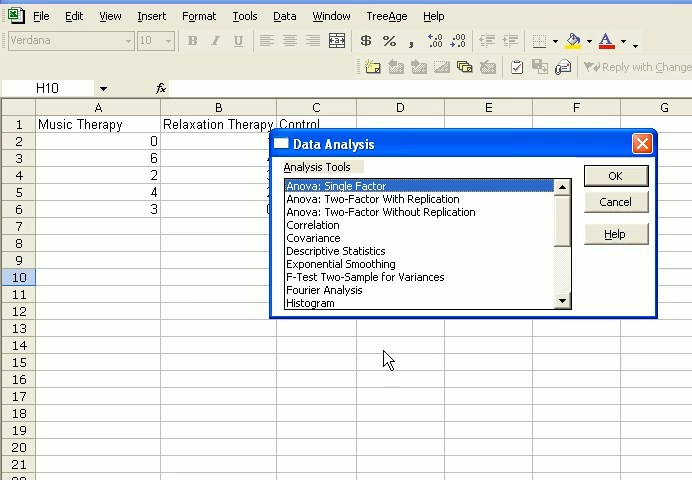 File Edit View Insert Format Tools Data Window TreeAge Help
Verdana 10 B I U $ % ,
Reply with Change
H10 fx
A B C D E F G
1 Music Therapy Relaxation Therapy Control
2 0
3 6
4 2
5 4
6 3
7
8
9
10
11
12
13
14
15
16
17
18
19
20
21
Data Analysis
Analysis Tools
Anova: Single Factor
Anova: Two-Factor With Replication
Anova: Two-Factor Without Replication
Correlation
Covariance
Descriptive Statistics
Exponential Smoothing
F-Test Two-Sample for Variances
Fourier Analysis
Histogram
OK
Cancel
Help